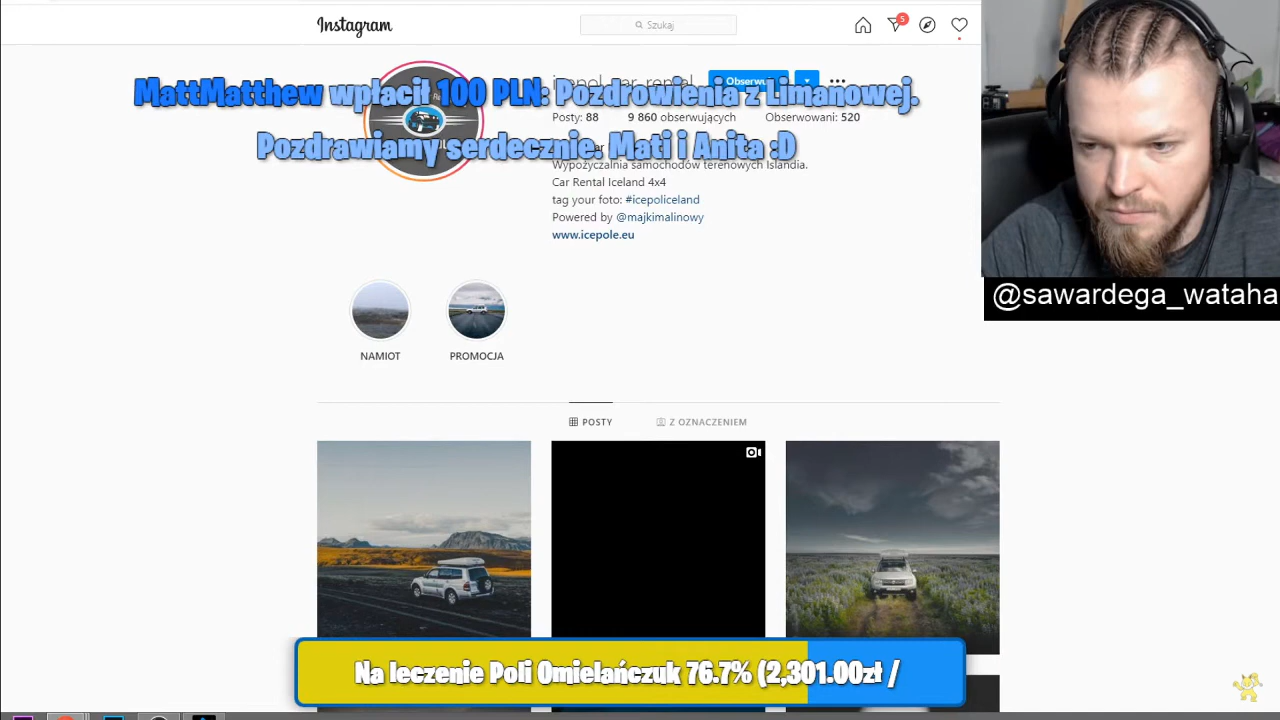 Instagram
Szukaj
5
Obserwuj
MattMatthew wpłacił 100 PLN: Pozdrowienia z Limanowej.
Pozdrawiamy serdecznie. Mati i Anita :D
Posty: 88 9 860 obserwujących Obserwowani: 520
Wypożyczalnia samochodów terenowych Islandia.
Car Rental Iceland 4x4
tag your foto: #icepoliceland
Powered by @majkimalinowy
www.icepole.eu
@sawardega_wataha
NAMIOT PROMOCJA
POSTY Z OZNACZENIEM
Na leczenie Poli Omielańczuk 76.7% (2,301.00zł /